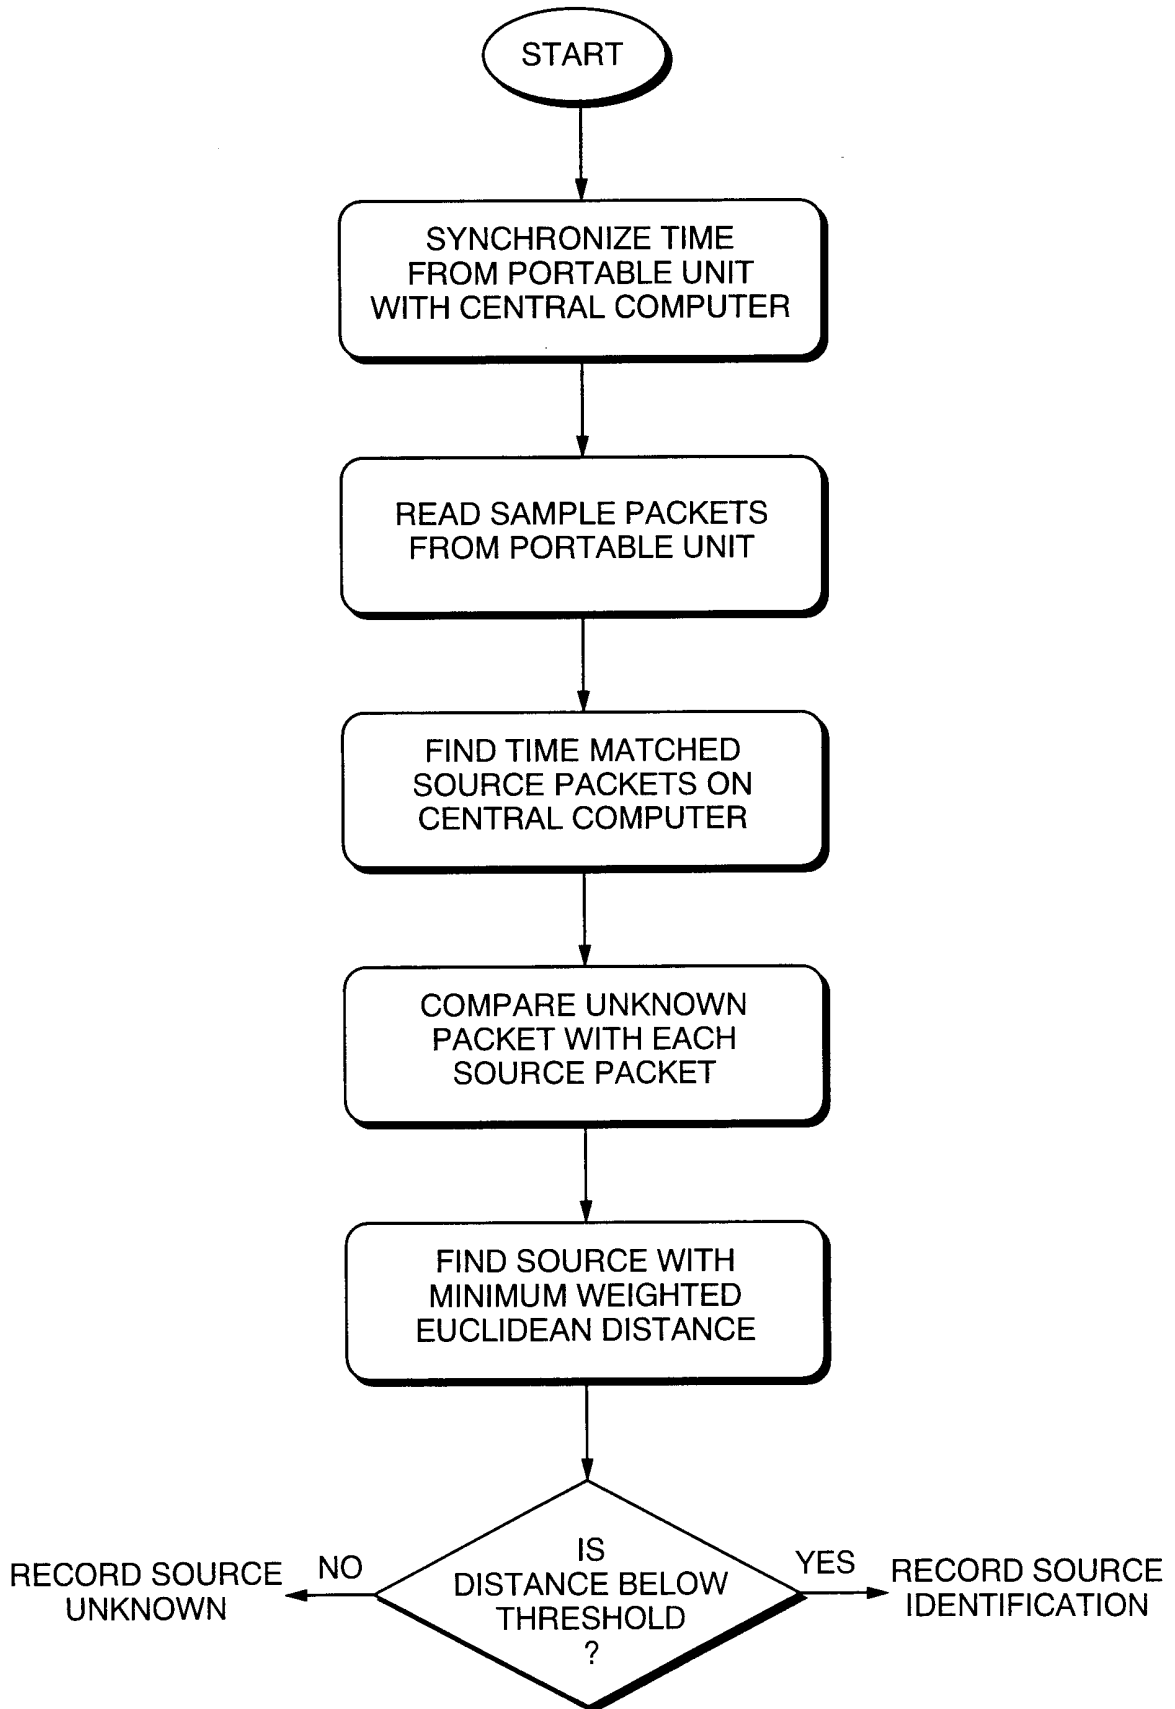 START
SYNCHRONIZE TIME
FROM PORTABLE UNIT
WITH CENTRAL COMPUTER
READ SAMPLE PACKETS
FROM PORTABLE UNIT
FIND TIME MATCHED
SOURCE PACKETS ON
CENTRAL COMPUTER
COMPARE UNKNOWN
PACKET WITH EACH
SOURCE PACKET
FIND SOURCE WITH
MINIMUM WEIGHTED
EUCLIDEAN DISTANCE
IS
DISTANCE BELOW
THRESHOLD
?
NO
RECORD SOURCE
UNKNOWN
YES
RECORD SOURCE
IDENTIFICATION